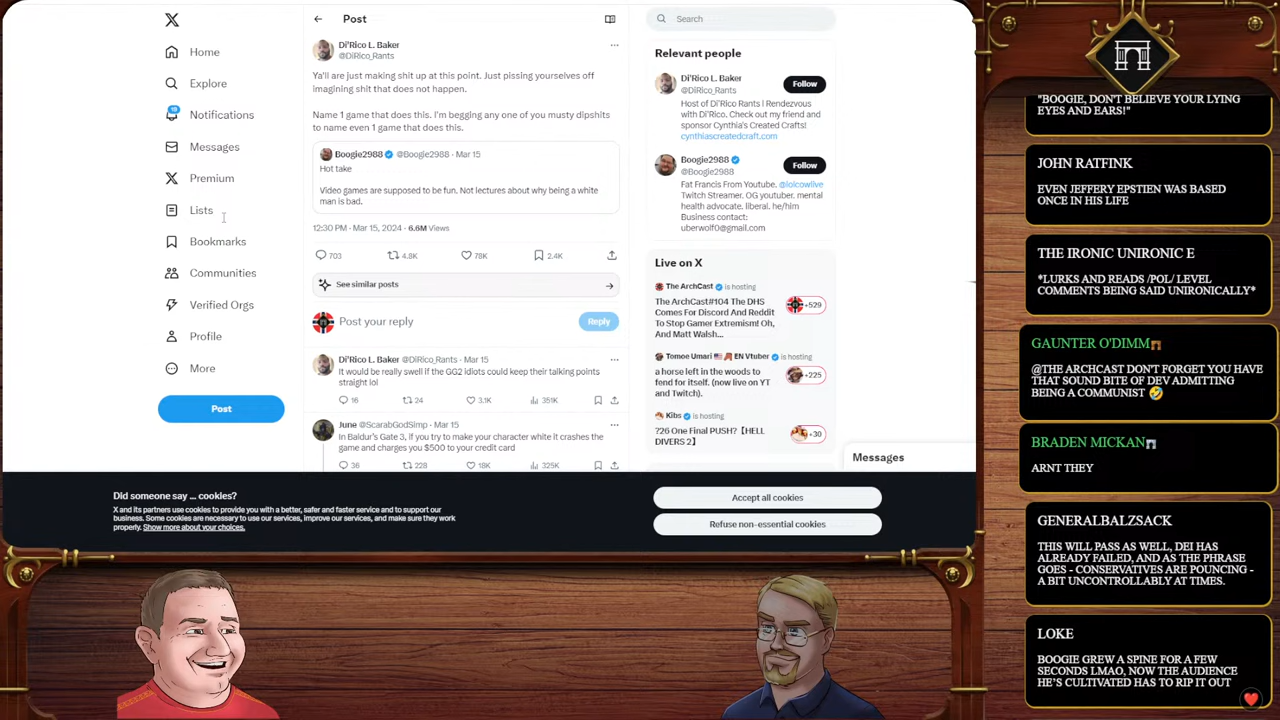 Home
Explore
19
Notifications
Messages
Premium
Lists
Bookmarks
Communities
Verified Orgs
Profile
More
Post
Post
Di'Rico L. Baker
@DiRico_Rants
Ya'll are just making shit up at this point. Just pissing yourselves off
imagining shit that does not happen.
Name 1 game that does this. I'm begging any one of you musty dipshits
to name even 1 game that does this.
Boogie2988 @Boogie2988 · Mar 15
Hot take
Video games are supposed to be fun. Not lectures about why being a white
man is bad.
12:30 PM · Mar 15, 2024 · 6.6M Views
703 4.8K 78K 2.4K
See similar posts
Post your reply
Reply
Di'Rico L. Baker @DiRico_Rants · Mar 15
It would be really swell if the GG2 idiots could keep their talking points
straight lol
16 24 3.1K 351K
June @ScarabGodSimp · Mar 15
In Baldur's Gate 3, if you try to make your character white it crashes the
game and charges you $500 to your credit card
36 228 18K 325K
Search
Relevant people
Di'Rico L. Baker
@DiRico_Rants
Follow
Host of Di'Rico Rants l Rendezvous
with Di'Rico. Check out my friend and
sponsor Cynthia's Created Crafts!
cynthiascreatedcraft.com
Boogie2988
@Boogie2988
Follow
Fat Francis From Youtube. @lolcowlive
Twitch Streamer. OG youtuber. mental
health advocate. liberal. he/him
Business contact:
uberwolf0@gmail.com
Live on X
The ArchCast is hosting
The ArchCast#104 The DHS
Comes For Discord And Reddit
To Stop Gamer Extremism! Oh,
And Matt Walsh...
+529
Tomoe Umari EN Vtuber is hosting
a horse left in the woods to
fend for itself. (now live on YT
and Twitch).
+225
Kibs is hosting
?26 One Final PUSH?【HELL
DIVERS 2】
+30
Messages
Did someone say … cookies?
X and its partners use cookies to provide you with a better, safer and faster service and to support our
business. Some cookies are necessary to use our services, improve our services, and make sure they work
properly. Show more about your choices.
Accept all cookies
Refuse non-essential cookies
"BOOGIE, DON'T BELIEVE YOUR LYING
EYES AND EARS!"
JOHN RATFINK
EVEN JEFFERY EPSTIEN WAS BASED
ONCE IN HIS LIFE
THE IRONIC UNIRONIC E
*LURKS AND READS /POL/ LEVEL
COMMENTS BEING SAID UNIRONICALLY*
GAUNTER O'DIMM
@THE ARCHCAST DON'T FORGET YOU HAVE
THAT SOUND BITE OF DEV ADMITTING
BEING A COMMUNIST 🤣
BRADEN MICKAN
ARNT THEY
GENERALBALZSACK
THIS WILL PASS AS WELL, DEI HAS
ALREADY FAILED, AND AS THE PHRASE
GOES - CONSERVATIVES ARE POUNCING -
A BIT UNCONTROLLABLY AT TIMES.
LOKE
BOOGIE GREW A SPINE FOR A FEW
SECONDS LMAO, NOW THE AUDIENCE
HE'S CULTIVATED HAS TO RIP IT OUT